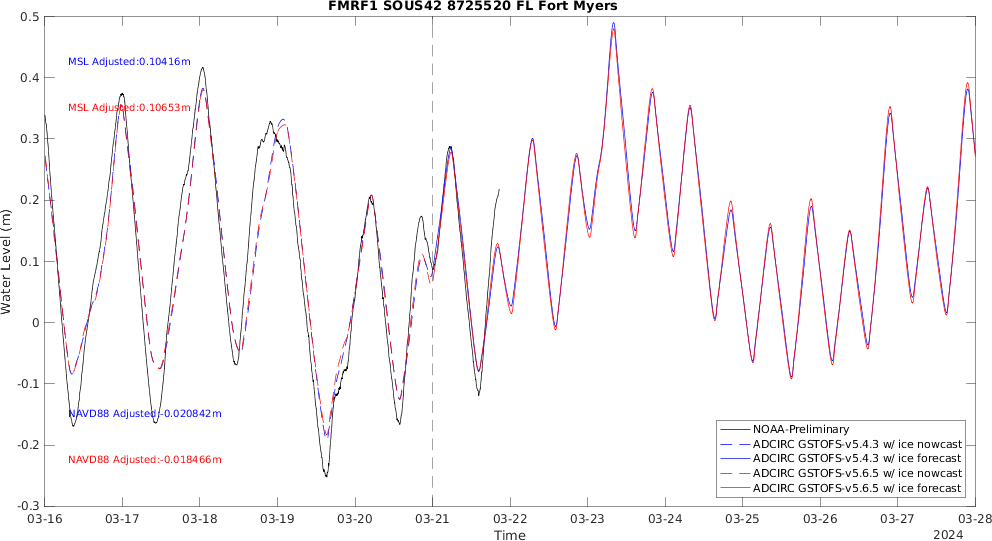 FMRF1 SOUS42 8725520 FL Fort Myers
0.5
0.4
0.3
0.2
0.1
0
-0.1
-0.2
-0.3
Water Level (m)
MSL Adjusted:0.10416m
MSL Adjusted:0.10653m
NAVD88 Adjusted:-0.020842m
NAVD88 Adjusted:-0.018466m
NOAA-Preliminary
ADCIRC GSTOFS-v5.4.3 w/ ice nowcast
ADCIRC GSTOFS-v5.4.3 w/ ice forecast
ADCIRC GSTOFS-v5.6.5 w/ ice nowcast
ADCIRC GSTOFS-v5.6.5 w/ ice forecast
03-16 03-17 03-18 03-19 03-20 03-21 03-22 03-23 03-24 03-25 03-26 03-27 03-28
Time
2024